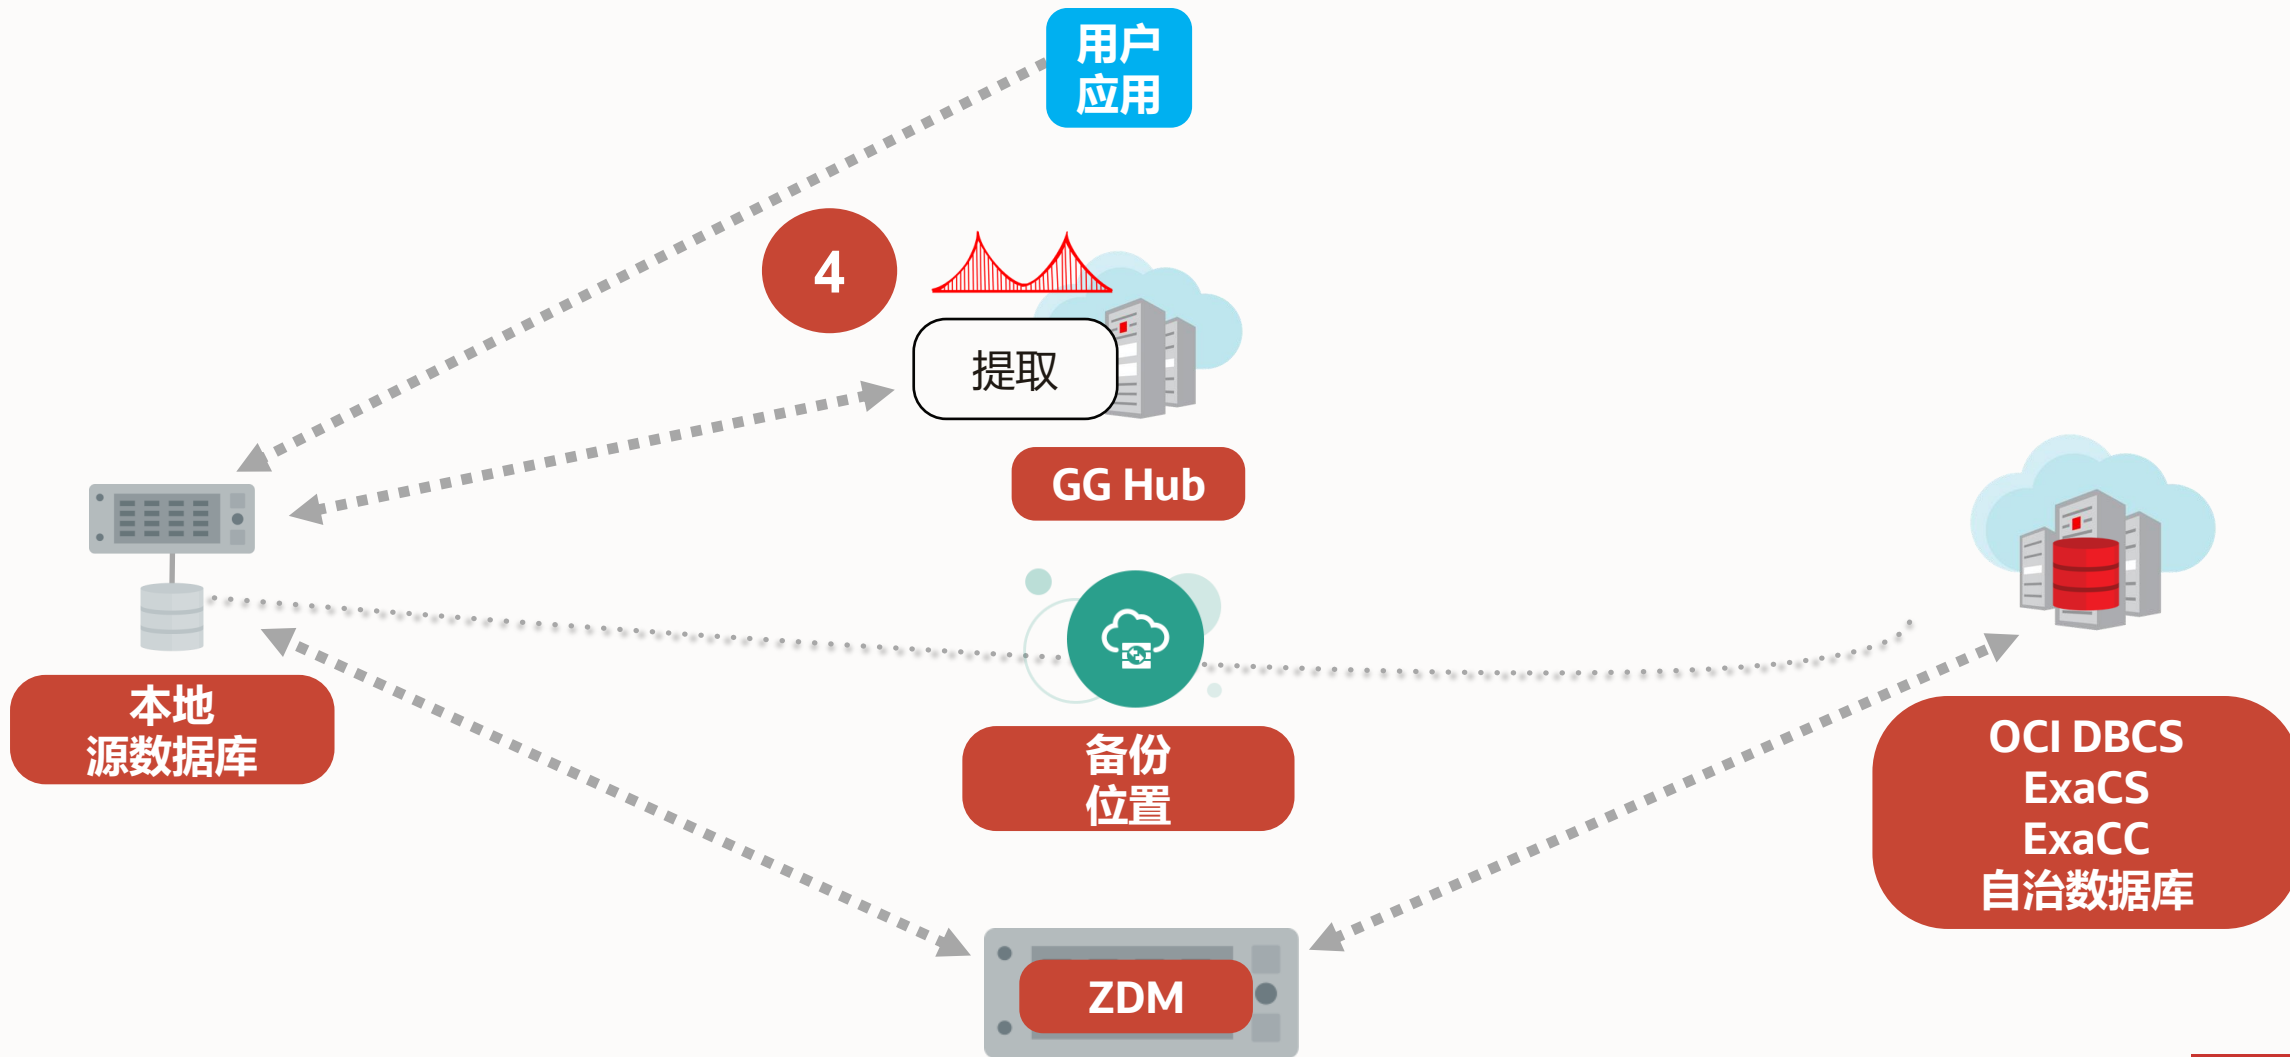 用户
应用
4
提取
GG Hub
本地
源数据库
备份
位置
OCI DBCS
ExaCS
ExaCC
自治数据库
ZDM